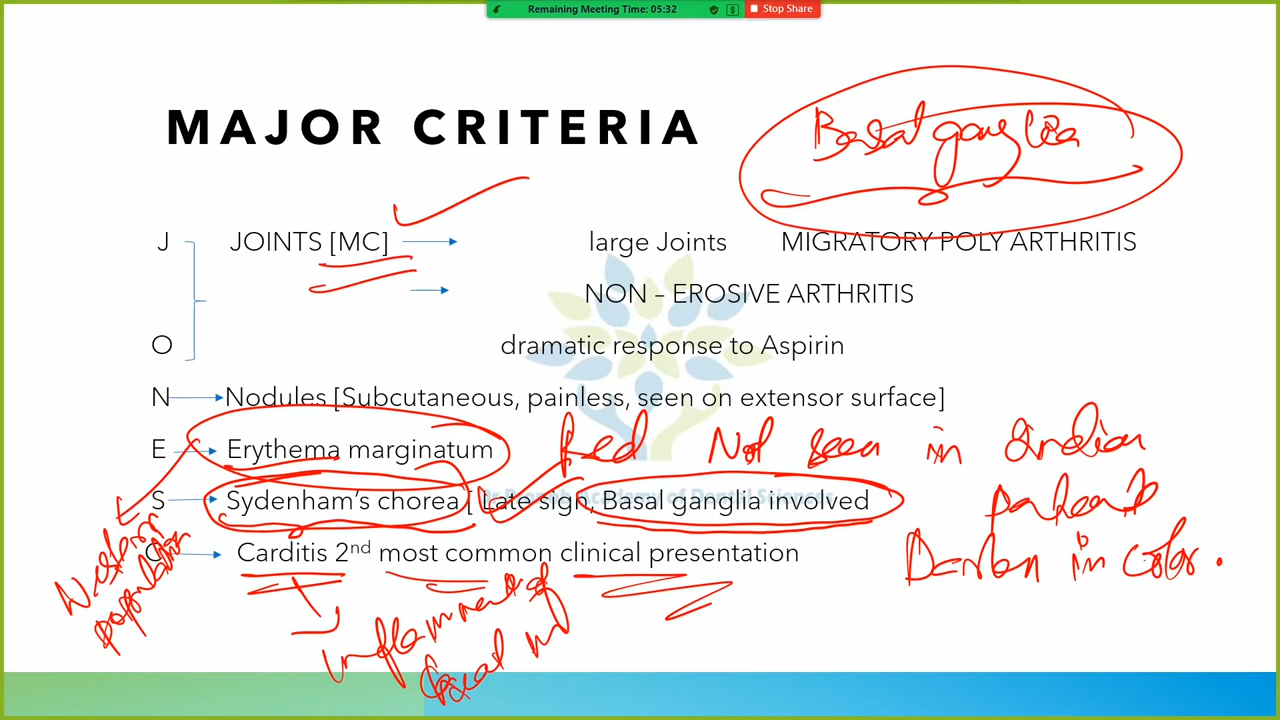 Remaining Meeting Time: 05:32 Stop Share
MAJOR CRITERIA
Basal ganglia
J JOINTS [MC] large Joints MIGRATORY POLY ARTHRITIS
NON – EROSIVE ARTHRITIS
O dramatic response to Aspirin
N Nodules [Subcutaneous, painless, seen on extensor surface]
E Erythema marginatum Red Not seen in Indian
S Sydenham's chorea [ Late sign, Basal ganglia involved
patients
C Carditis 2nd most common clinical presentation
in color.
Western
population
of